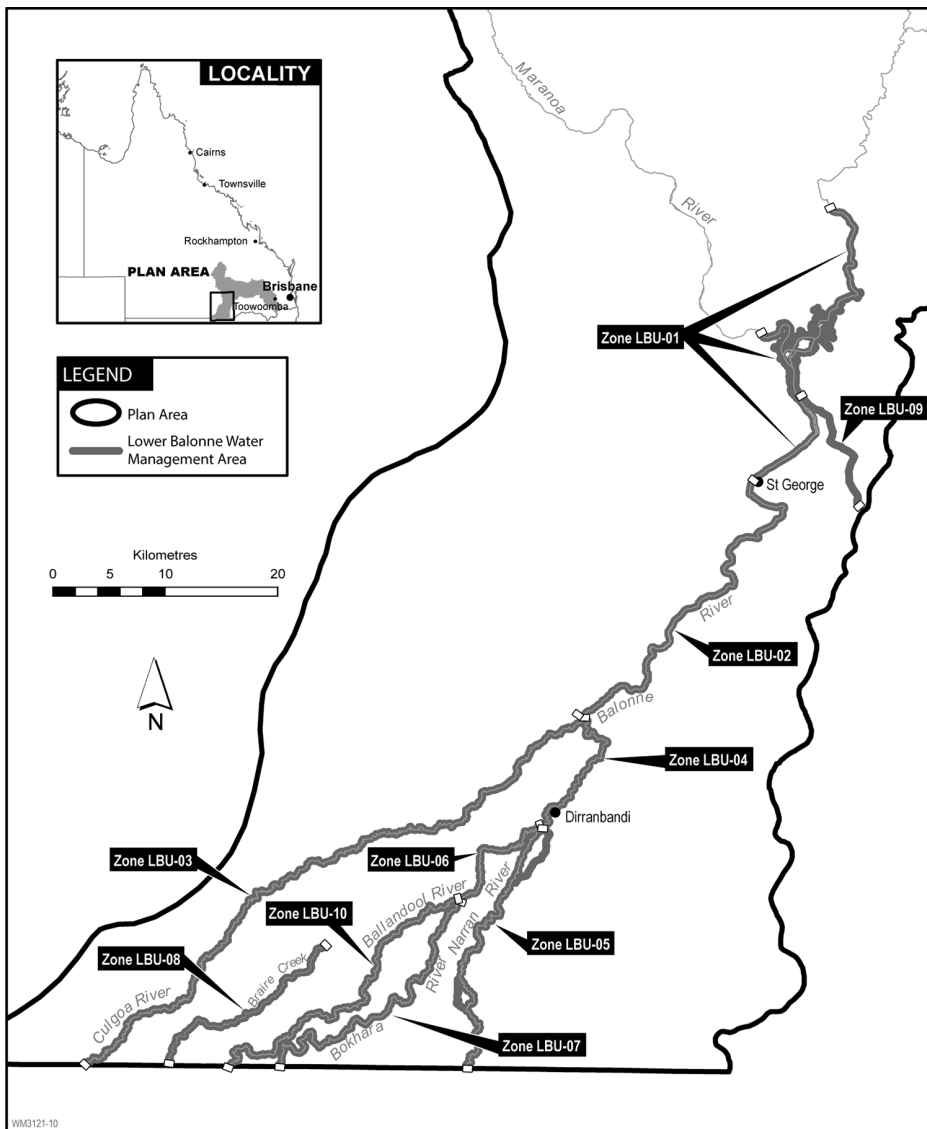 LOCALITY
Cairns
Townsville
Rockhampton
PLAN AREA
Brisbane
Toowoomba
LEGEND
Plan Area
Lower Balonne Water
Management Area
Kilometres
0 5 10 20
N
Maranoa
River
Zone LBU-01
Zone LBU-09
St George
River
Zone LBU-02
Balonne
Zone LBU-04
Dirranbandi
Zone LBU-03
Zone LBU-06
Ballandool River
River
Narran
Zone LBU-10
Zone LBU-05
Zone LBU-08
Braire Creek
Culgoa River
River
Bokhara
Zone LBU-07
WM3121-10